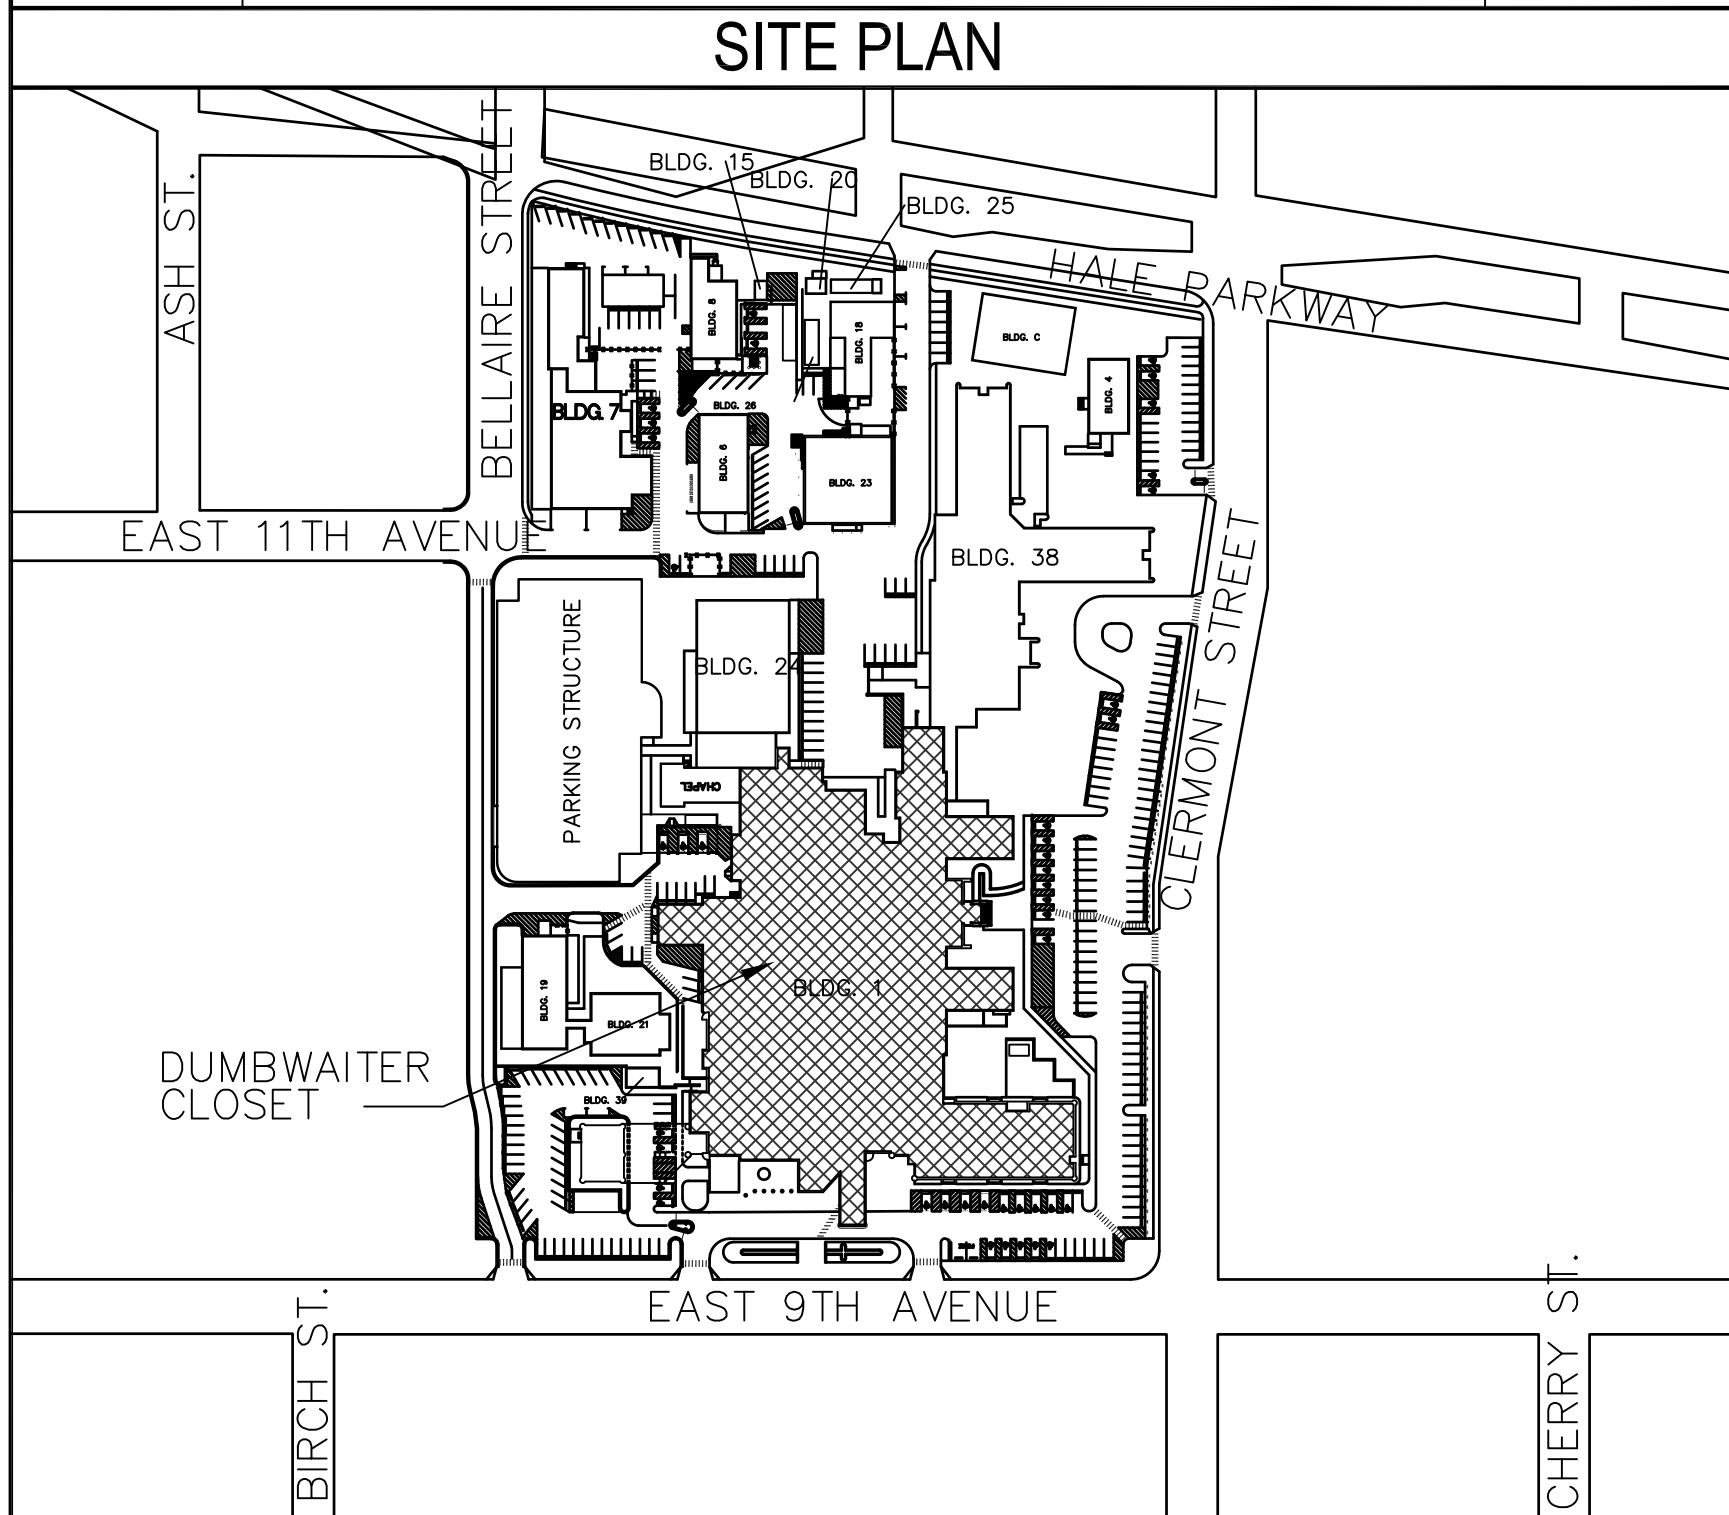 SITE PLAN
BLDG. 15
BLDG. 20
BLDG. 25
ASH ST.
BELLAIRE STREET
HALE PARKWAY
BLDG. 8
BLDG. 18
BLDG. C
BLDG. 4
BLDG. 7
BLDG. 26
BLDG. 6
BLDG. 23
EAST 11TH AVENUE
BLDG. 38
CLERMONT STREET
PARKING STRUCTURE
BLDG. 24
CHAPEL
BLDG. 1
BLDG. 19
BLDG. 21
DUMBWAITER
CLOSET
BLDG. 39
EAST 9TH AVENUE
BIRCH ST.
CHERRY ST.